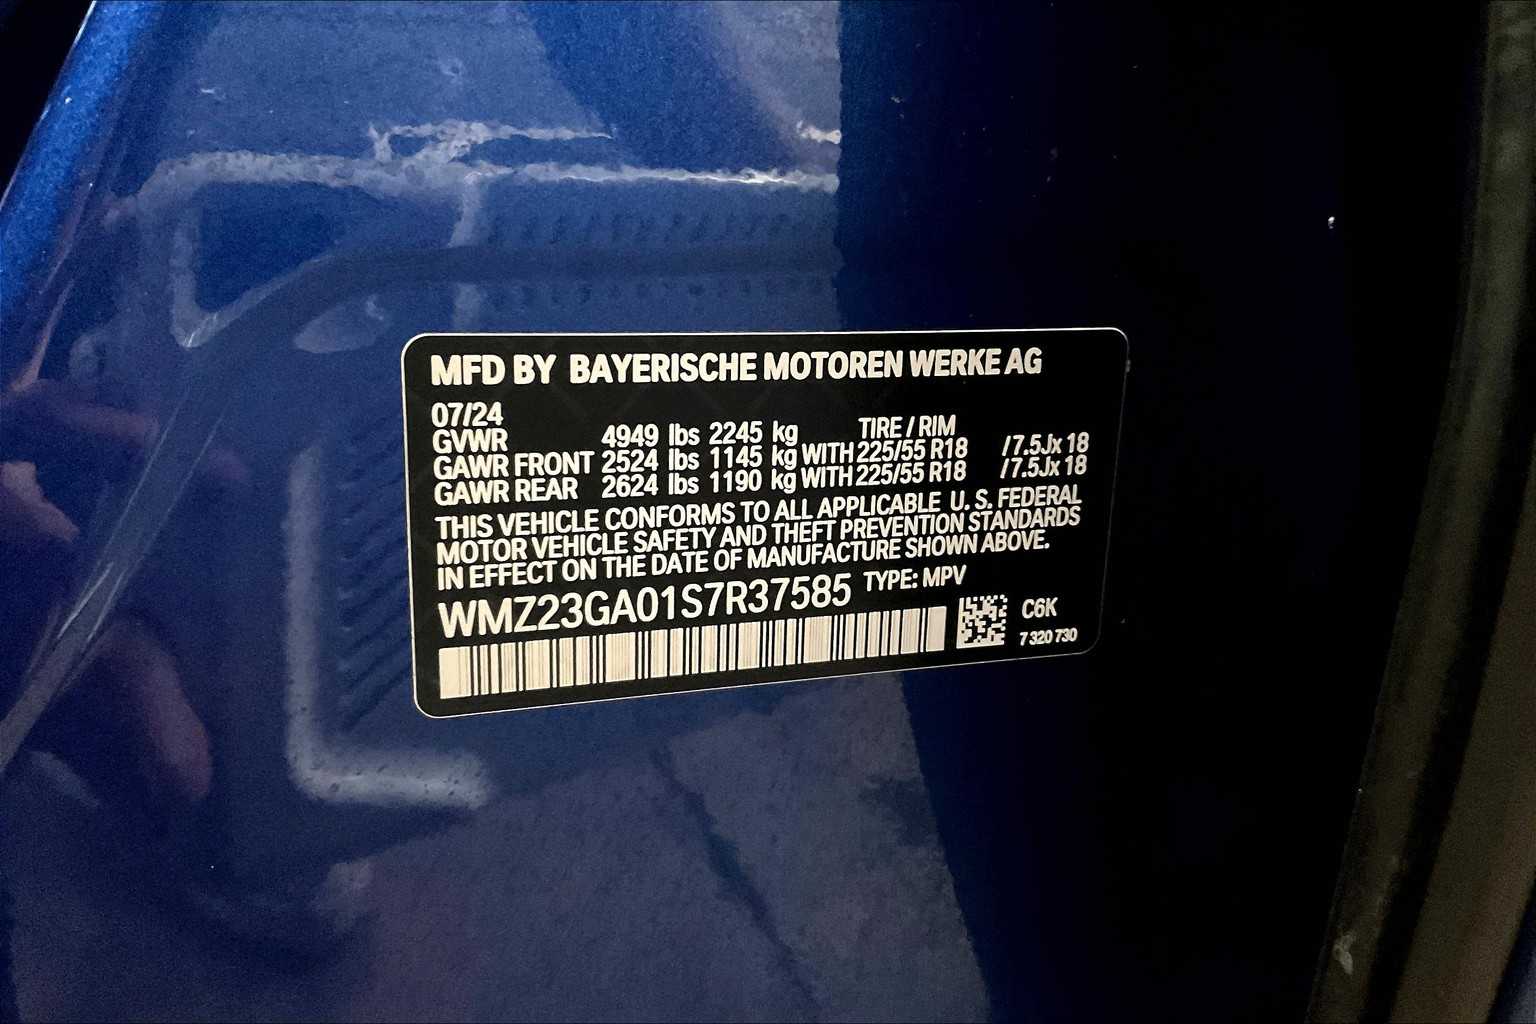 MFD BY BAYERISCHE MOTOREN WERKE AG
07/24 TIRE / RIM
GVWR 4949 lbs 2245 kg
GAWR FRONT 2524 lbs 1145 kg WITH 225/55 R18 /7.5Jx 18
GAWR REAR 2624 lbs 1190 kg WITH 225/55 R18 /7.5Jx 18
THIS VEHICLE CONFORMS TO ALL APPLICABLE U. S. FEDERAL
MOTOR VEHICLE SAFETY AND THEFT PREVENTION STANDARDS
IN EFFECT ON THE DATE OF MANUFACTURE SHOWN ABOVE.
WMZ23GA01S7R37585 TYPE: MPV
C6K
7 320 730